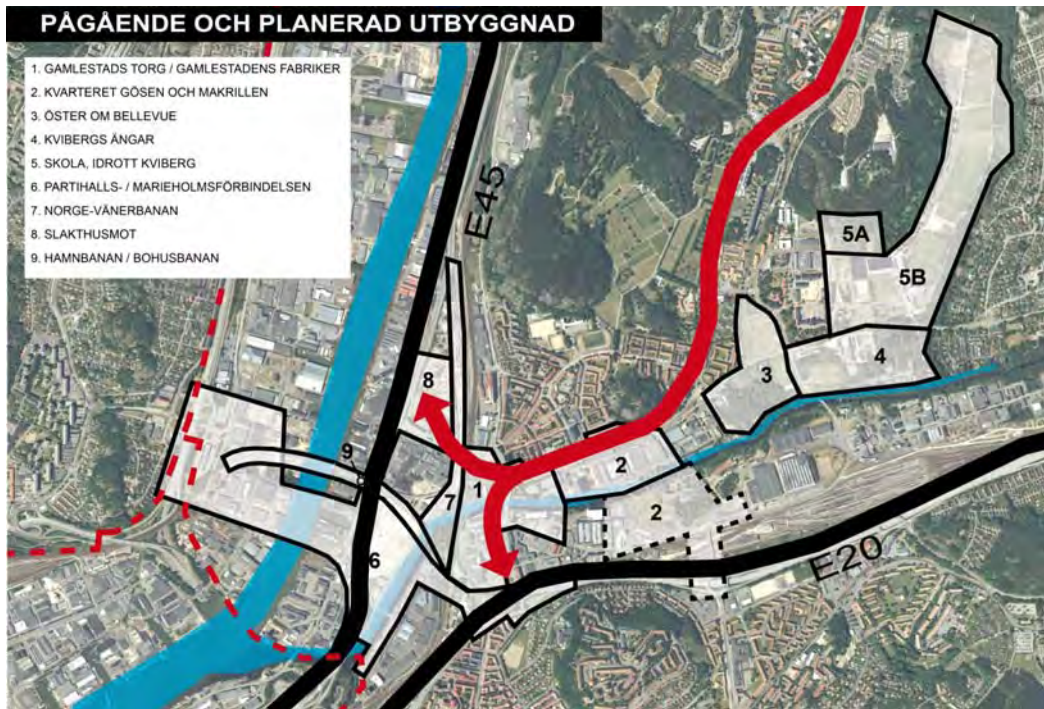 PÅGÅENDE OCH PLANERAD UTBYGGNAD
1. GAMLESTADS TORG / GAMLESTADENS FABRIKER
2. KVARTERET GÖSEN OCH MAKRILLEN
3. ÖSTER OM BELLEVUE
4. KVIBERGS ÄNGAR
5. SKOLA, IDROTT KVIBERG
6. PARTIHALLS- / MARIEHOLMSFÖRBINDELSEN
7. NORGE-VÄNERBANAN
8. SLAKTHUSMOT
9. HAMNBANAN / BOHUSBANAN
E45
5A
5B
4
3
8
9
2
1
7
2
6
E20